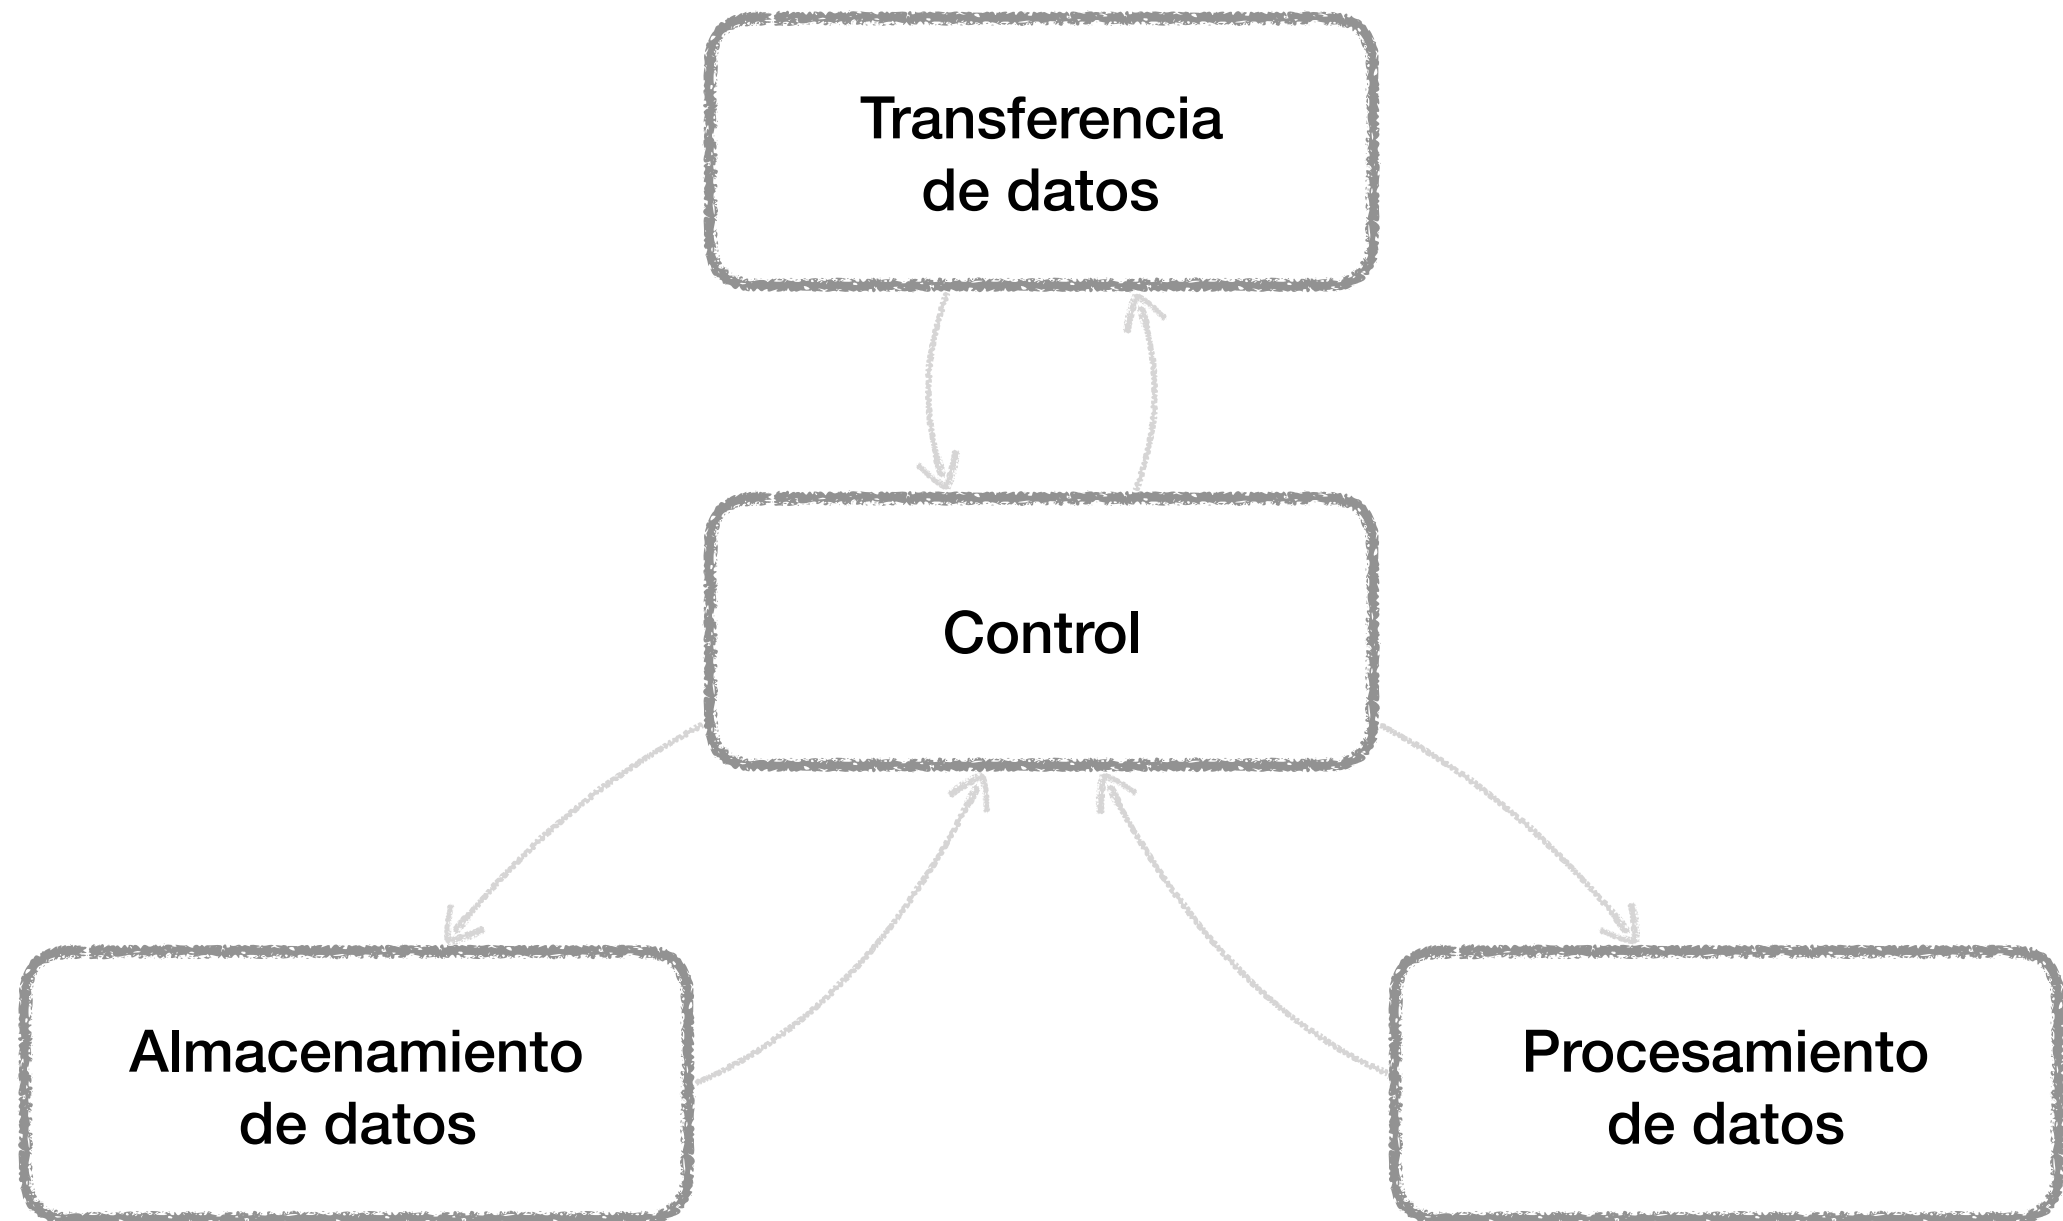 Transferencia
de datos
Control
Almacenamiento
de datos
Procesamiento
de datos